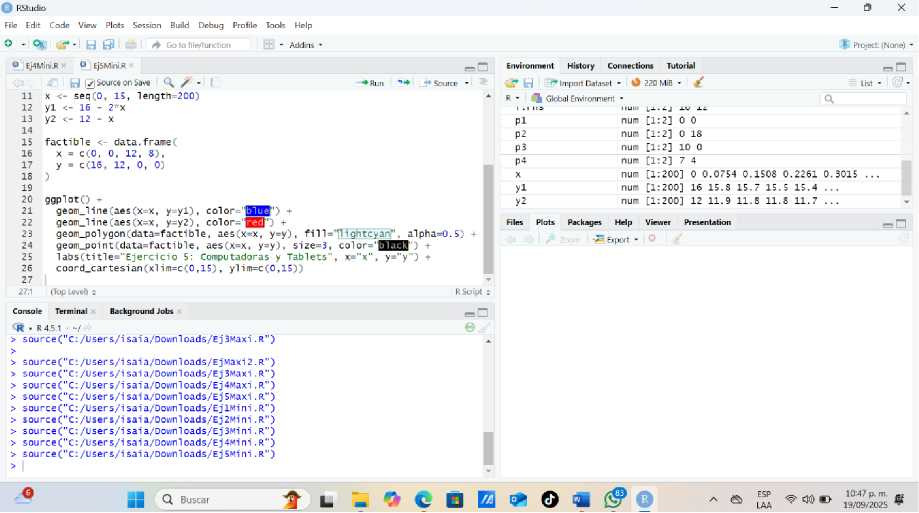 RStudio
File Edit Code View Plots Session Build Debug Profile Tools Help
Go to file/function Addins Project: (None)
Ej4Mini.R Ej5Mini.R
Source on Save Run Source
11 x <- seq(0, 15, length=200)
12 y1 <- 16 - 2*x
13 y2 <- 12 - x
14
15 factible <- data.frame(
16 x = c(0, 0, 12, 8),
17 y = c(16, 12, 0, 0)
18 )
19
20 ggplot() +
21 geom_line(aes(x=x, y=y1), color="blue") +
22 geom_line(aes(x=x, y=y2), color="red") +
23 geom_polygon(data=factible, aes(x=x, y=y), fill="lightcyan", alpha=0.5) +
24 geom_point(data=factible, aes(x=x, y=y), size=3, color="black") +
25 labs(title="Ejercicio 5: Computadoras y Tablets", x="x", y="y") +
26 coord_cartesian(xlim=c(0,15), ylim=c(0,15))
27
27:1 (Top Level) R Script
Console Terminal Background Jobs
R 4.5.1 · ~/
> source("C:/Users/isaia/Downloads/Ej3Maxi.R")
>
> source("C:/Users/isaia/Downloads/EjMaxi2.R")
> source("C:/Users/isaia/Downloads/Ej3Maxi.R")
> source("C:/Users/isaia/Downloads/Ej4Maxi.R")
> source("C:/Users/isaia/Downloads/Ej5Maxi.R")
> source("C:/Users/isaia/Downloads/Ej1Mini.R")
> source("C:/Users/isaia/Downloads/Ej2Mini.R")
> source("C:/Users/isaia/Downloads/Ej3Mini.R")
> source("C:/Users/isaia/Downloads/Ej4Mini.R")
> source("C:/Users/isaia/Downloads/Ej5Mini.R")
>
Environment History Connections Tutorial
Import Dataset 220 MiB List
R Global Environment
num [1:2]
p1 num [1:2] 0 0
p2 num [1:2] 0 18
p3 num [1:2] 10 0
p4 num [1:2] 7 4
x num [1:200] 0 0.0754 0.1508 0.2261 0.3015 ...
y1 num [1:200] 16 15.8 15.7 15.5 15.4 ...
y2 num [1:200] 12 11.9 11.8 11.8 11.7 ...
Files Plots Packages Help Viewer Presentation
Zoom Export
6 Buscar 83 ESP LAA 10:47 p. m. 19/09/2025